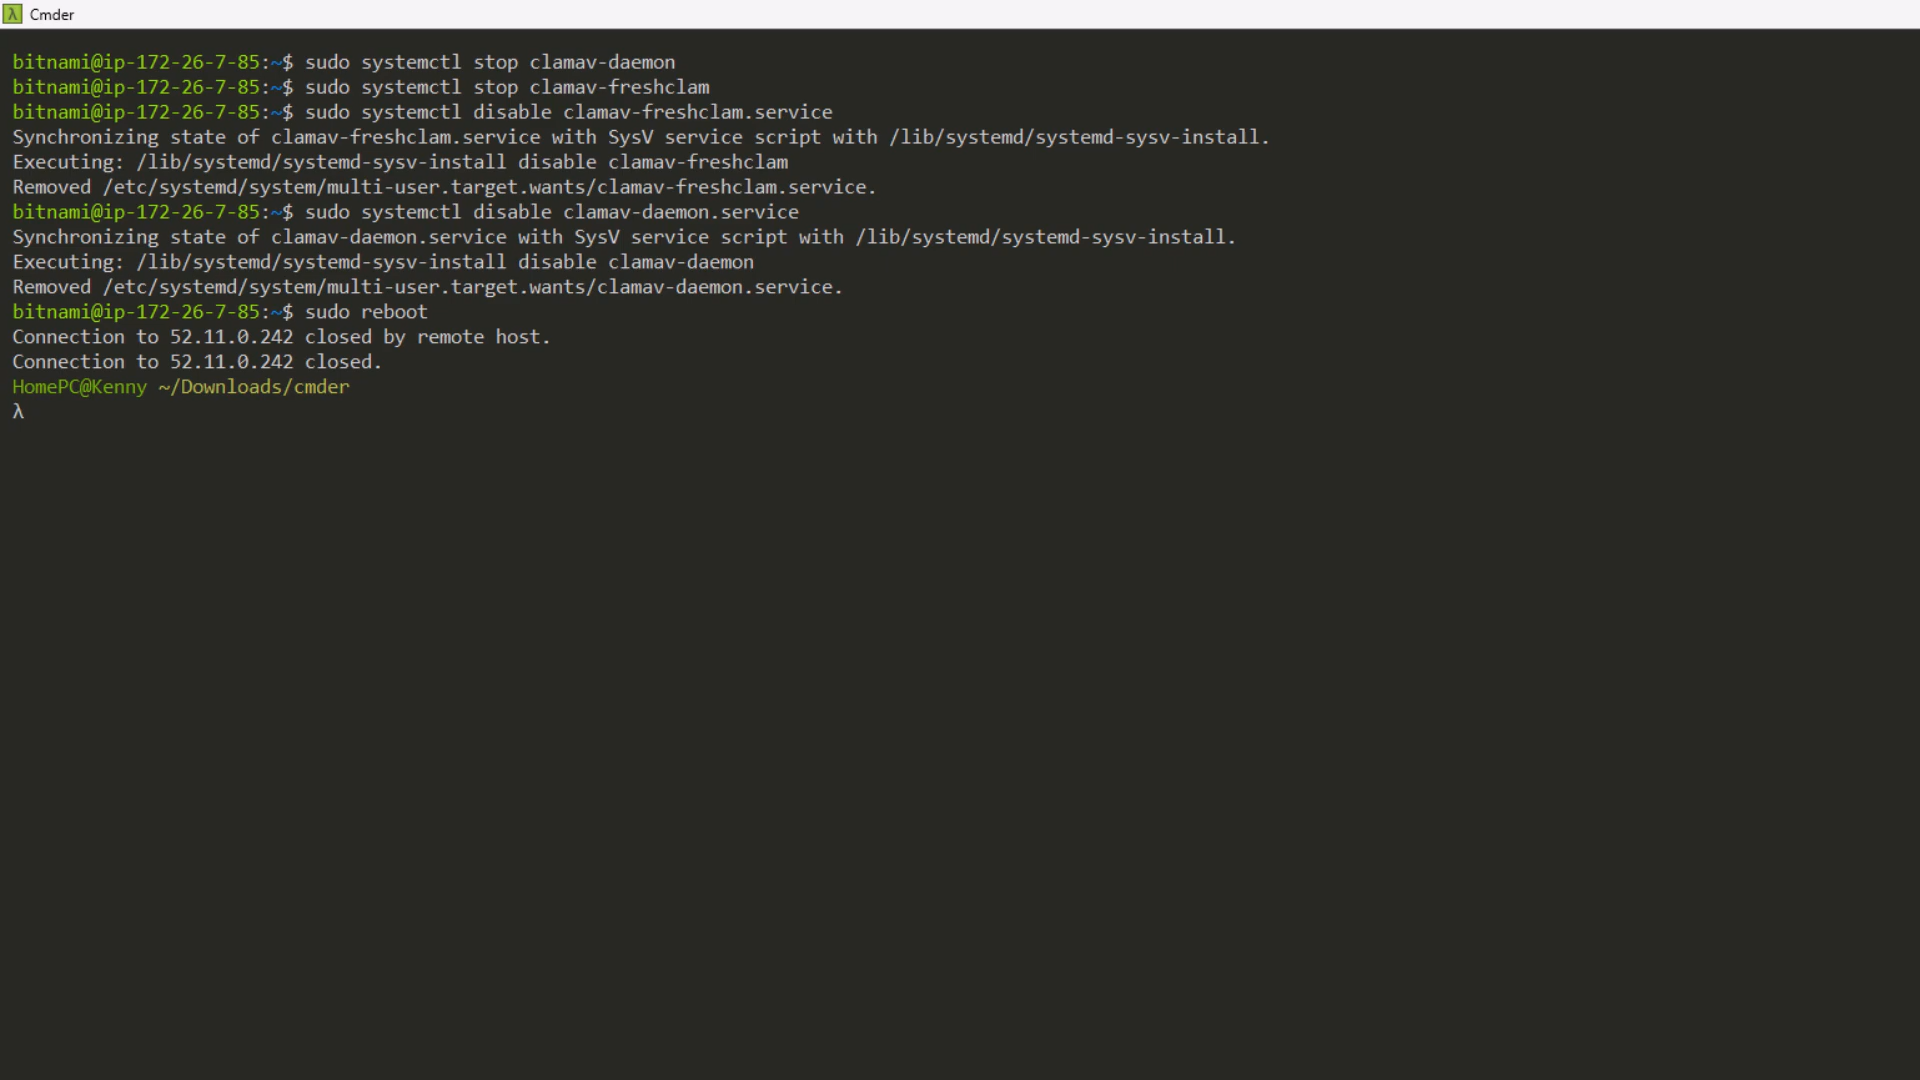 λ Cmder
bitnami@ip-172-26-7-85:~$ sudo systemctl stop clamav-daemon
bitnami@ip-172-26-7-85:~$ sudo systemctl stop clamav-freshclam
bitnami@ip-172-26-7-85:~$ sudo systemctl disable clamav-freshclam.service
Synchronizing state of clamav-freshclam.service with SysV service script with /lib/systemd/systemd-sysv-install.
Executing: /lib/systemd/systemd-sysv-install disable clamav-freshclam
Removed /etc/systemd/system/multi-user.target.wants/clamav-freshclam.service.
bitnami@ip-172-26-7-85:~$ sudo systemctl disable clamav-daemon.service
Synchronizing state of clamav-daemon.service with SysV service script with /lib/systemd/systemd-sysv-install.
Executing: /lib/systemd/systemd-sysv-install disable clamav-daemon
Removed /etc/systemd/system/multi-user.target.wants/clamav-daemon.service.
bitnami@ip-172-26-7-85:~$ sudo reboot
Connection to 52.11.0.242 closed by remote host.
Connection to 52.11.0.242 closed.
HomePC@Kenny ~/Downloads/cmder
λ